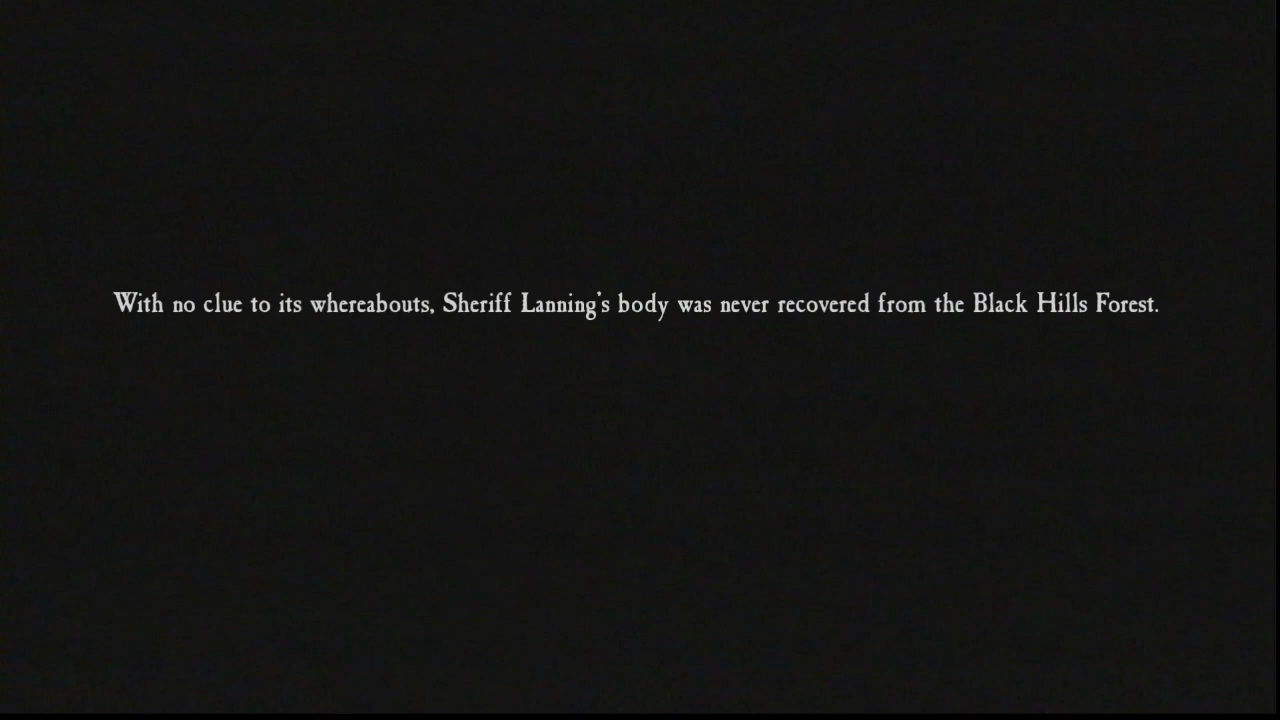 With no clue to its whereabouts, Sheriff Lanning's body was never recovered from the Black Hills Forest.